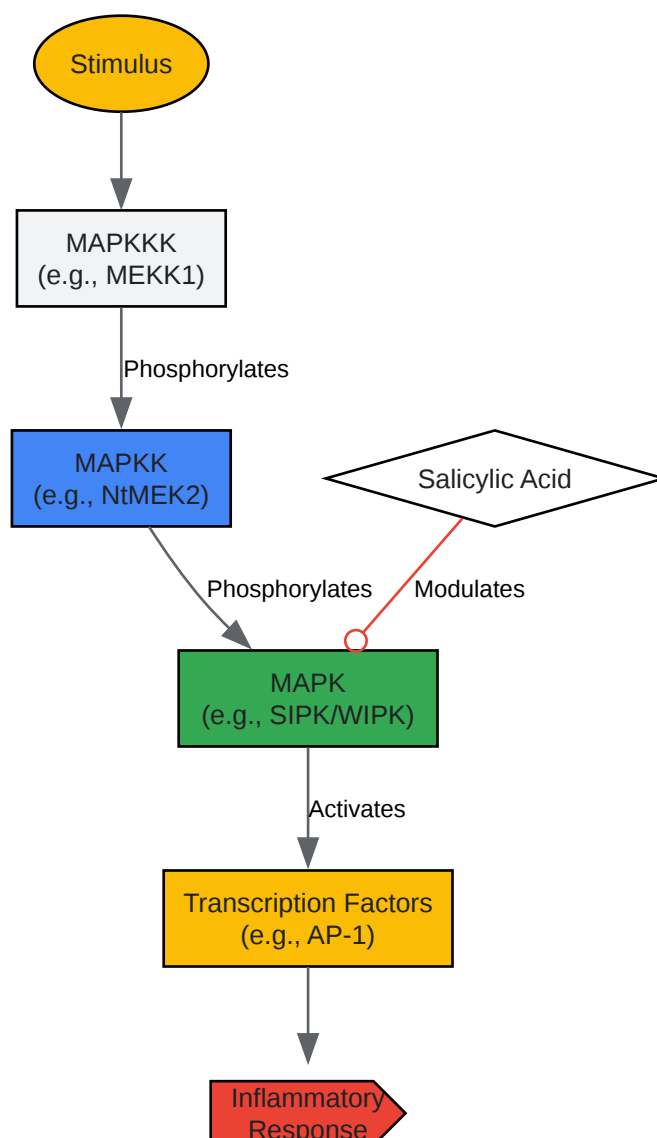 Stimulus
MAPKKK
(e.g., MEKK1)
Phosphorylates
MAPKK
(e.g., NtMEK2)
Salicylic Acid
Phosphorylates
Modulates
MAPK
(e.g., SIPK/WIPK)
Activates
Transcription Factors
(e.g., AP-1)
Inflammatory
Response